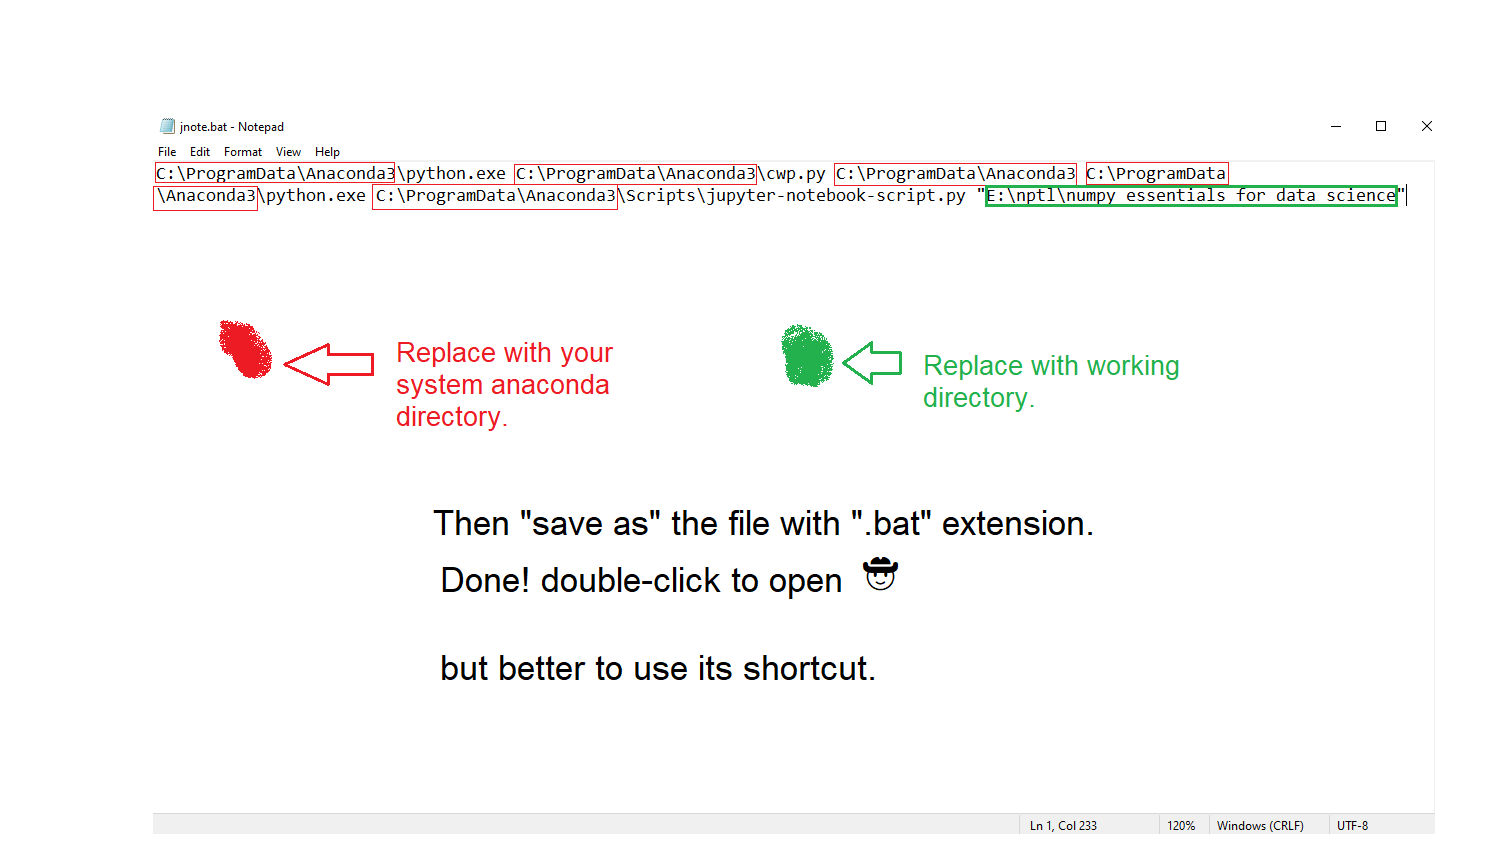 jnote.bat - Notepad
File Edit Format View Help
C:\ProgramData\Anaconda3\python.exe C:\ProgramData\Anaconda3\cwp.py C:\ProgramData\Anaconda3 C:\ProgramData
\Anaconda3\python.exe C:\ProgramData\Anaconda3\Scripts\jupyter-notebook-script.py "E:\nptl\numpy essentials for data science"
Replace with your
system anaconda
directory.
Replace with working
directory.
Then "save as" the file with ".bat" extension.
Done! double-click to open
but better to use its shortcut.
Ln 1, Col 233 120% Windows (CRLF) UTF-8